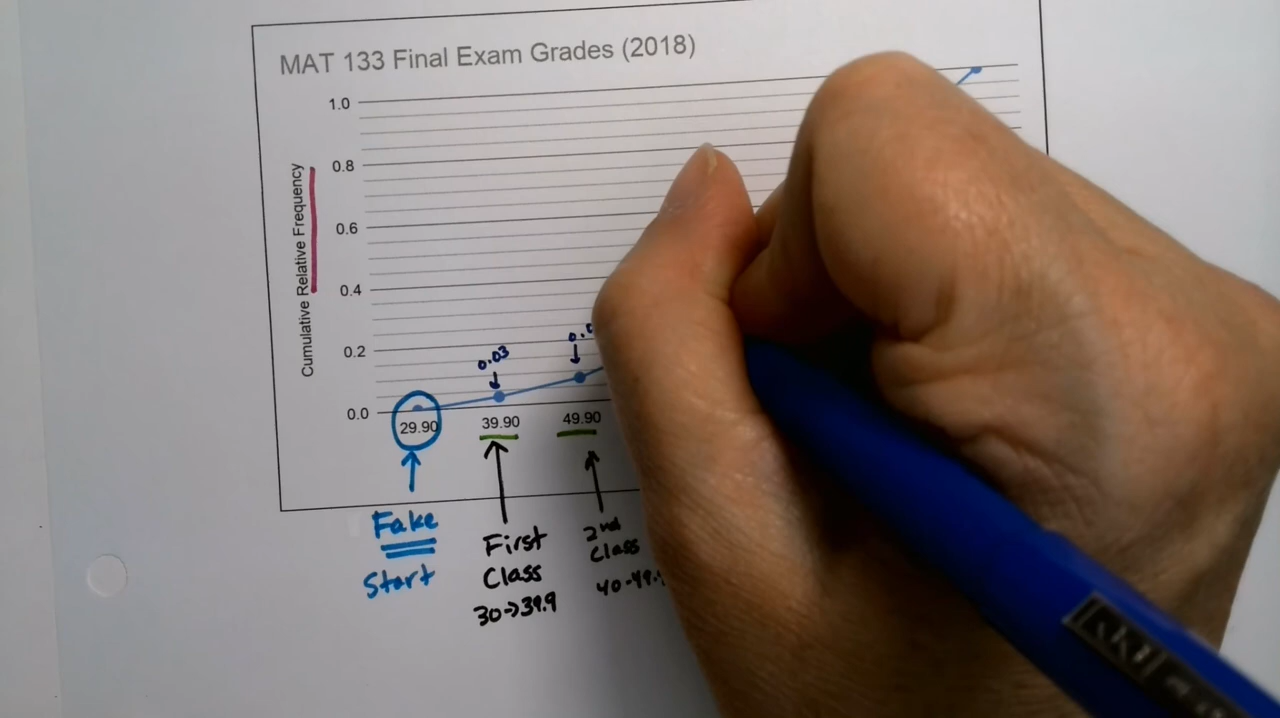 MAT 133 Final Exam Grades (2018)
1.0
0.8
0.6
0.4
0.2
0.0
Cumulative Relative Frequency
0.03
29.90
39.90
49.90
Fake
Start
First
Class
30→39.9
2nd
Class